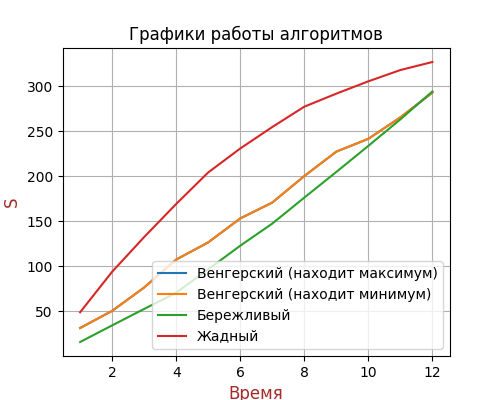 Графики работы алгоритмов
300
250
200
150
100
50
S
Венгерский (находит максимум)
Венгерский (находит минимум)
Бережливый
Жадный
2 4 6 8 10 12
Время